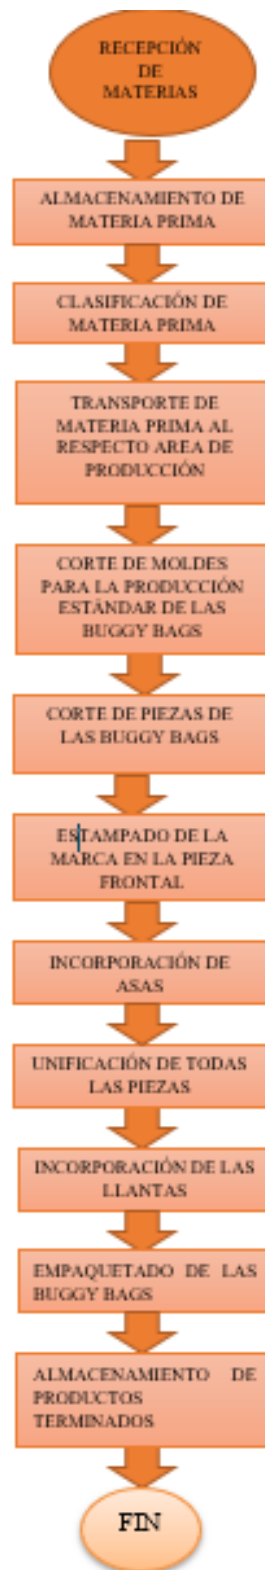 RECEPCIÓN
DE
MATERIAS
ALMACENAMIENTO DE
MATERIA PRIMA
CLASIFICACIÓN DE
MATERIA PRIMA
TRANSPORTE DE
MATERIA PRIMA AL
RESPECTO AREA DE
PRODUCCIÓN
CORTE DE MOLDES
PARA LA PRODUCCIÓN
ESTÁNDAR DE LAS
BUGGY BAGS
CORTE DE PIEZAS DE
LAS BUGGY BAGS
ESTAMPADO DE LA
MARCA EN LA PIEZA
FRONTAL
INCORPORACIÓN DE
ASAS
UNIFICACIÓN DE TODAS
LAS PIEZAS
INCORPORACIÓN DE LAS
LLANTAS
EMPAQUETADO DE LAS
BUGGY BAGS
ALMACENAMIENTO DE
PRODUCTOS
TERMINADOS
FIN